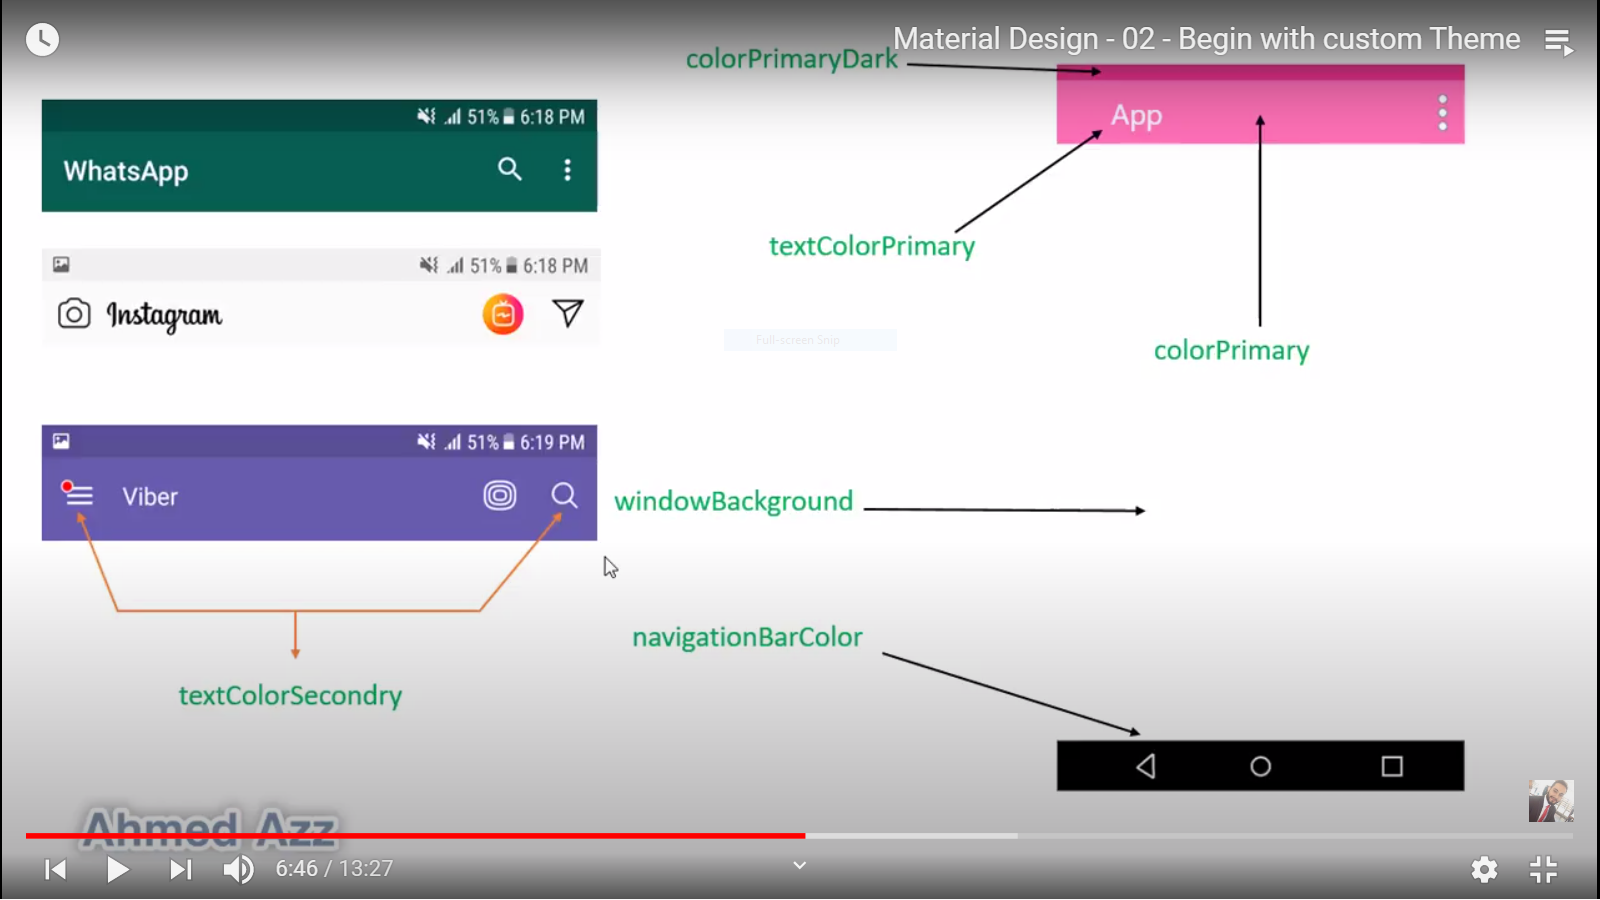 Material Design - 02 - Begin with custom Theme
colorPrimaryDark
51% 6:18 PM
App
WhatsApp
textColorPrimary
51% 6:18 PM
Instagram
Full-screen Snip
colorPrimary
51% 6:19 PM
Viber
windowBackground
navigationBarColor
textColorSecondry
Ahmed Azz
6:46 / 13:27